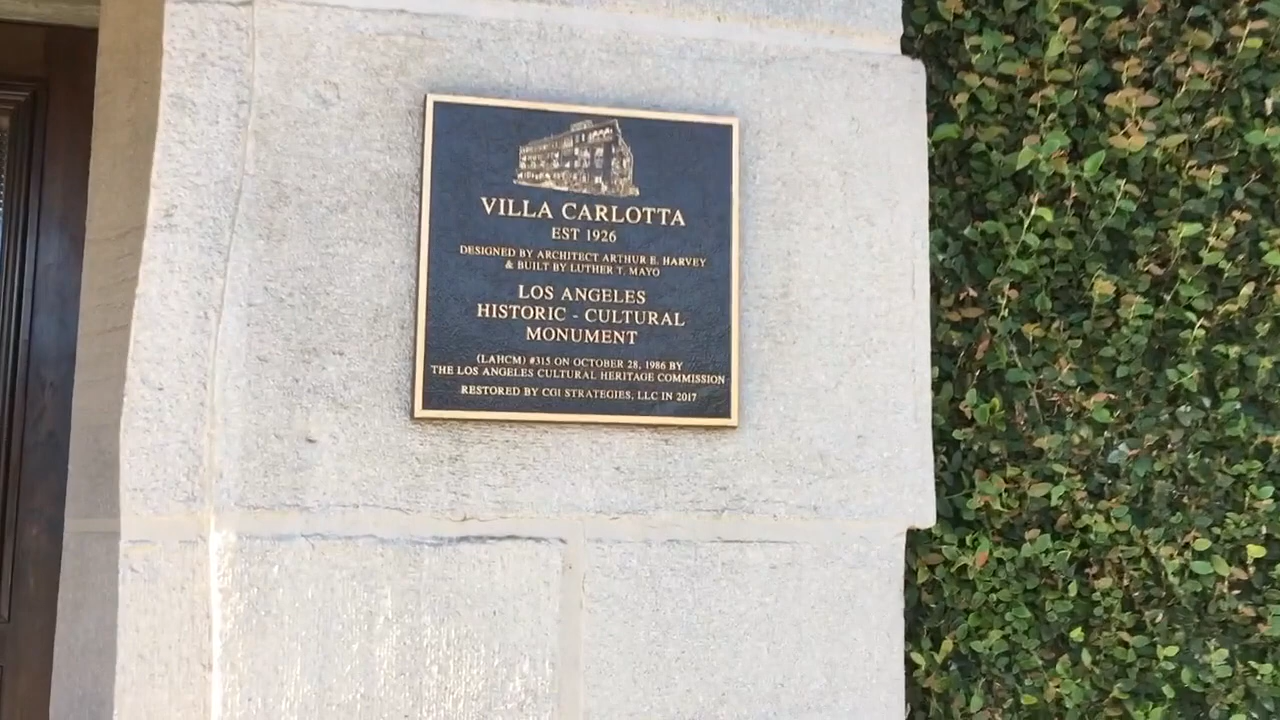 VILLA CARLOTTA
EST 1926
DESIGNED BY ARCHITECT ARTHUR E. HARVEY
& BUILT BY LUTHER T. MAYO
LOS ANGELES
HISTORIC - CULTURAL
MONUMENT
(LAHCM) #315 ON OCTOBER 28, 1986 BY
THE LOS ANGELES CULTURAL HERITAGE COMMISSION
RESTORED BY CGI STRATEGIES, LLC IN 2017